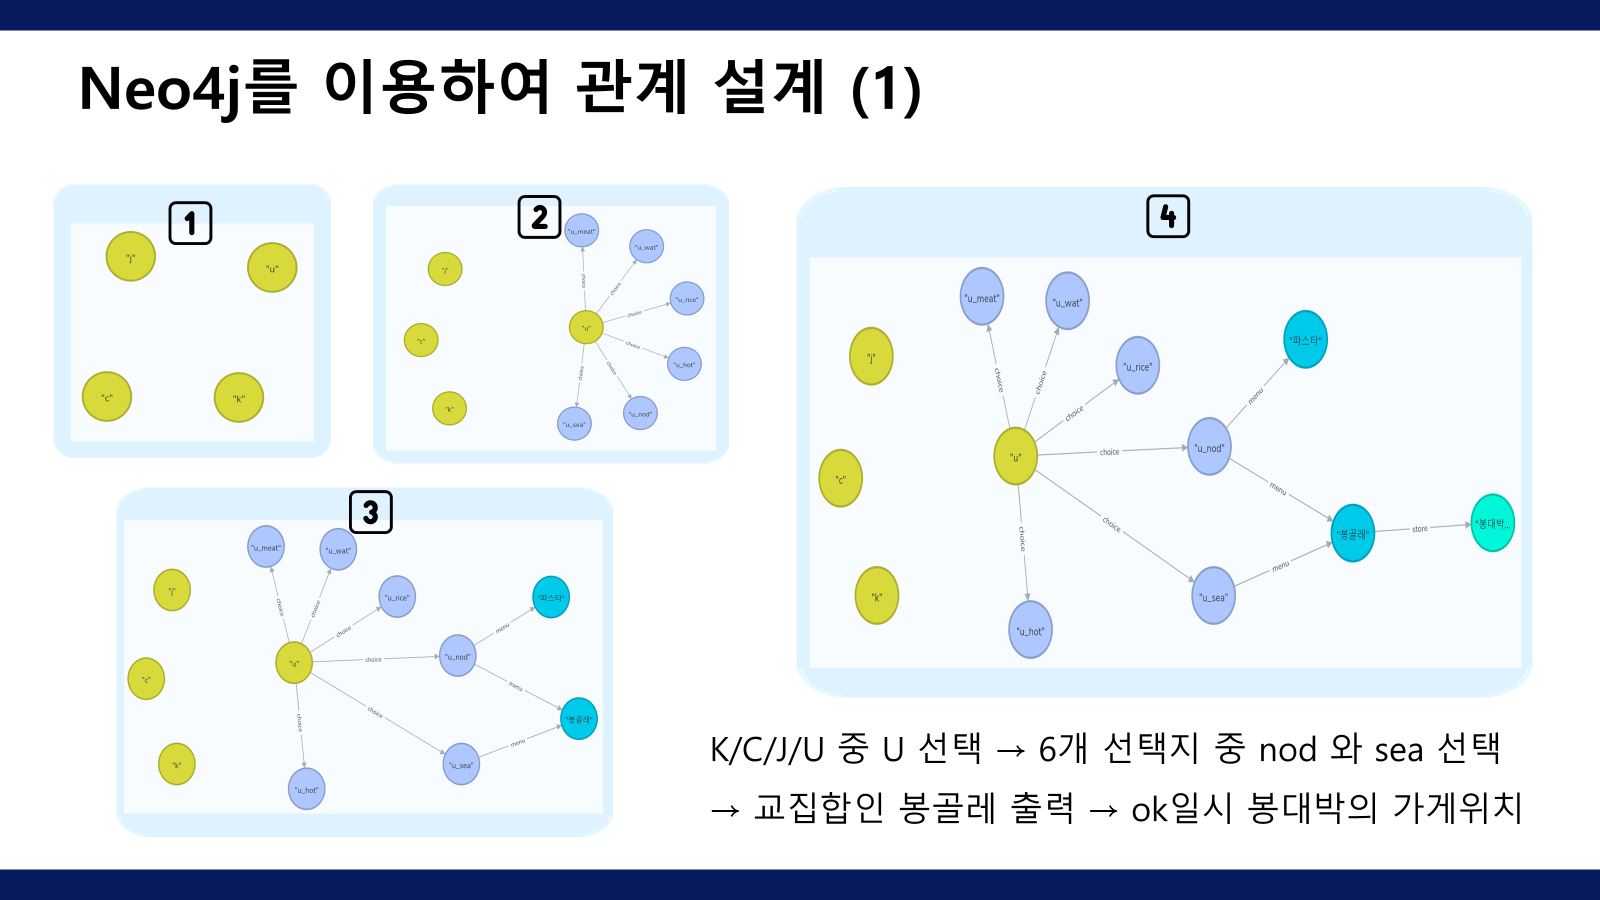 Neo4j를 이용하여 관계 설계 (1)
1
"j"
"u"
"c"
"k"
2
"u_meat"
"u_wat"
"j"
choice
choice
"u_rice"
choice
"u"
"c"
choice
"u_hot"
choice
choice
"k"
"u_nod"
"u_sea"
3
"u_meat"
"u_wat"
"j"
"u_rice"
"파스타"
choice
choice
choice
menu
"u"
choice
"u_nod"
"c"
menu
choice
choice
"봉골레"
menu
"k"
"u_sea"
"u_hot"
4
"u_meat"
"u_wat"
"j"
"u_rice"
"파스타"
choice
choice
choice
menu
"u"
choice
"u_nod"
"c"
menu
choice
choice
"봉골레"
store
"봉대박...
menu
"k"
"u_sea"
"u_hot"
K/C/J/U 중 U 선택 → 6개 선택지 중 nod 와 sea 선택
→ 교집합인 봉골레 출력 → ok일시 봉대박의 가게위치